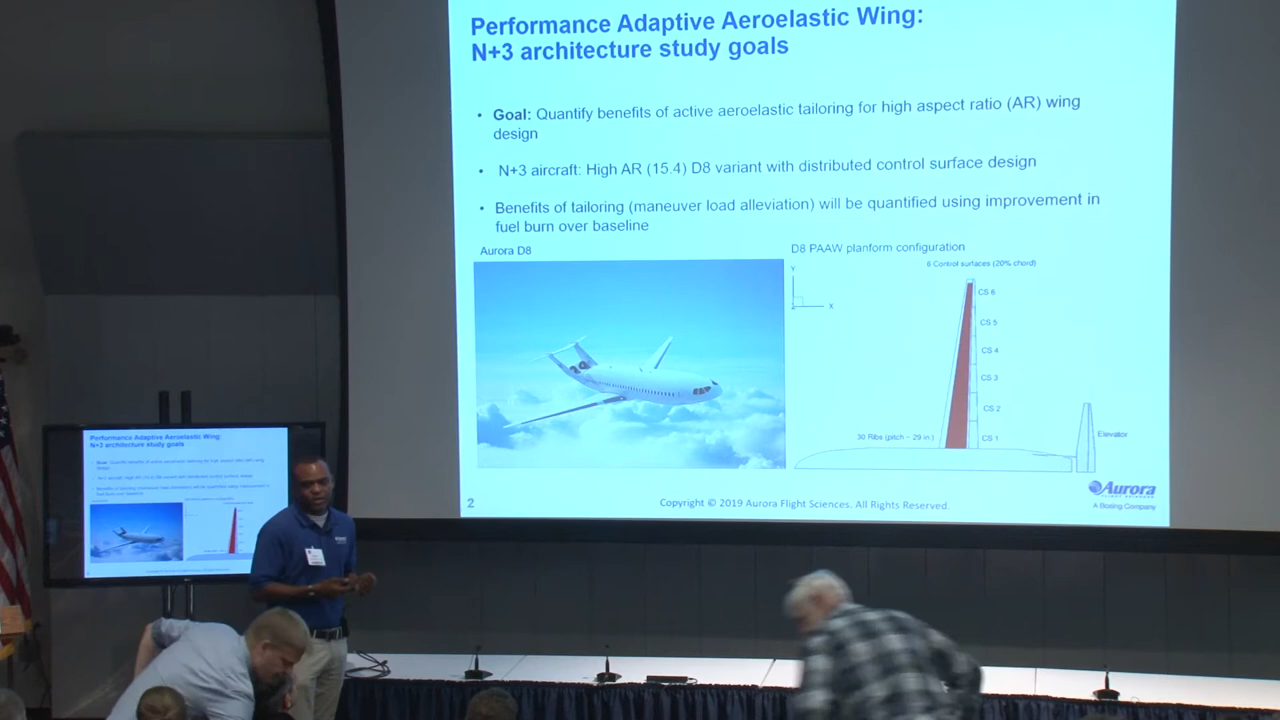 Performance Adaptive Aeroelastic Wing:
N+3 architecture study goals
• Goal: Quantify benefits of active aeroelastic tailoring for high aspect ratio (AR) wing
design
• N+3 aircraft: High AR (15.4) D8 variant with distributed control surface design
• Benefits of tailoring (maneuver load alleviation) will be quantified using improvement in
fuel burn over baseline
Aurora D8
D8 PAAW planform configuration
6 Control surfaces (20% chord)
Y
X
CS 6
CS 5
CS 4
CS 3
CS 2
CS 1
30 Ribs (pitch ~ 29 in.)
Elevator
2
Copyright © 2019 Aurora Flight Sciences. All Rights Reserved.
Aurora
FLIGHT SCIENCES
A Boeing Company
Performance Adaptive Aeroelastic Wing:
N+3 architecture study goals